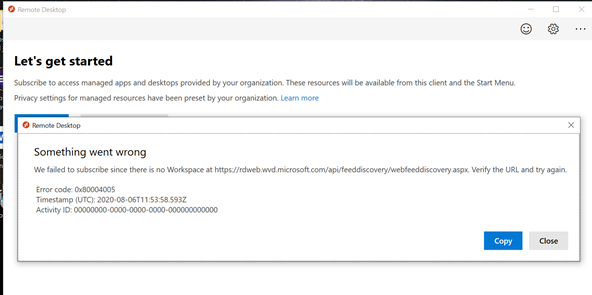 Remote Desktop
Let's get started
Subscribe to access managed apps and desktops provided by your organization. These resources will be available from this client and the Start Menu.
Privacy settings for managed resources have been preset by your organization. Learn more
Remote Desktop
Something went wrong
We failed to subscribe since there is no Workspace at https://rdweb.wvd.microsoft.com/api/feeddiscovery/webfeeddiscovery.aspx. Verify the URL and try again.
Error code: 0x80004005
Timestamp (UTC): 2020-08-06T11:53:58.593Z
Activity ID: 00000000-0000-0000-0000-000000000000
Copy Close